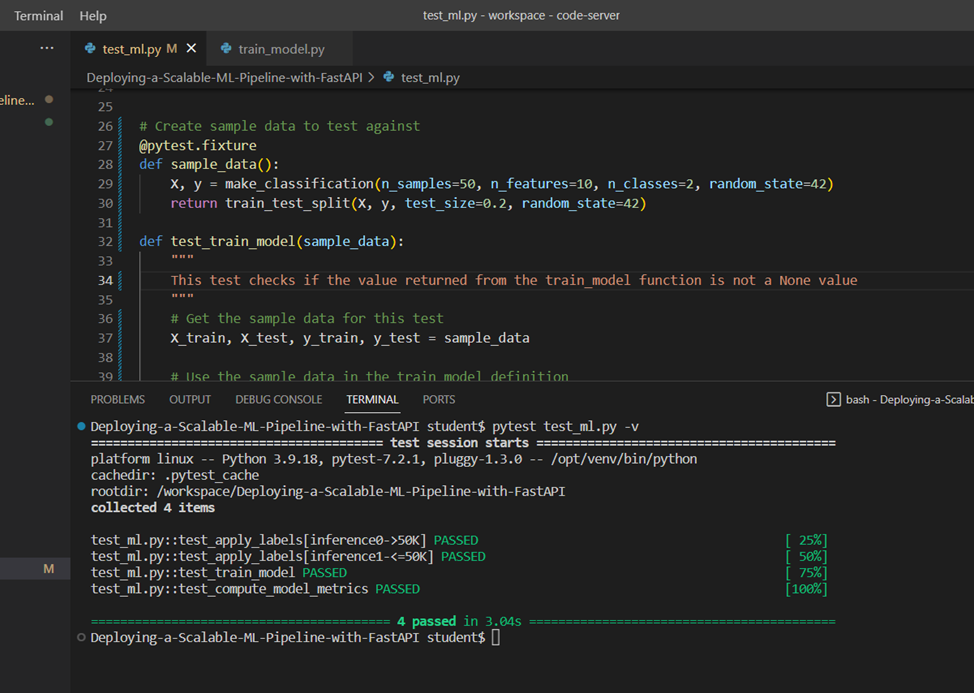 Terminal Help test_ml.py - workspace - code-server
··· test_ml.py M train_model.py
Deploying-a-Scalable-ML-Pipeline-with-FastAPI > test_ml.py
eline...
24
25
26 # Create sample data to test against
27 @pytest.fixture
28 def sample_data():
29 X, y = make_classification(n_samples=50, n_features=10, n_classes=2, random_state=42)
30 return train_test_split(X, y, test_size=0.2, random_state=42)
31
32 def test_train_model(sample_data):
33 """
34 This test checks if the value returned from the train_model function is not a None value
35 """
36 # Get the sample data for this test
37 X_train, X_test, y_train, y_test = sample_data
38
39 # Use the sample data in the train_model definition
PROBLEMS OUTPUT DEBUG CONSOLE TERMINAL PORTS bash - Deploying-a-Scalab
Deploying-a-Scalable-ML-Pipeline-with-FastAPI student$ pytest test_ml.py -v
======================================== test session starts =========================================
platform linux -- Python 3.9.18, pytest-7.2.1, pluggy-1.3.0 -- /opt/venv/bin/python
cachedir: .pytest_cache
rootdir: /workspace/Deploying-a-Scalable-ML-Pipeline-with-FastAPI
collected 4 items
test_ml.py::test_apply_labels[inference0->50K] PASSED [ 25%]
test_ml.py::test_apply_labels[inference1-<=50K] PASSED [ 50%]
M
test_ml.py::test_train_model PASSED [ 75%]
test_ml.py::test_compute_model_metrics PASSED [100%]
========================================= 4 passed in 3.04s ==========================================
Deploying-a-Scalable-ML-Pipeline-with-FastAPI student$